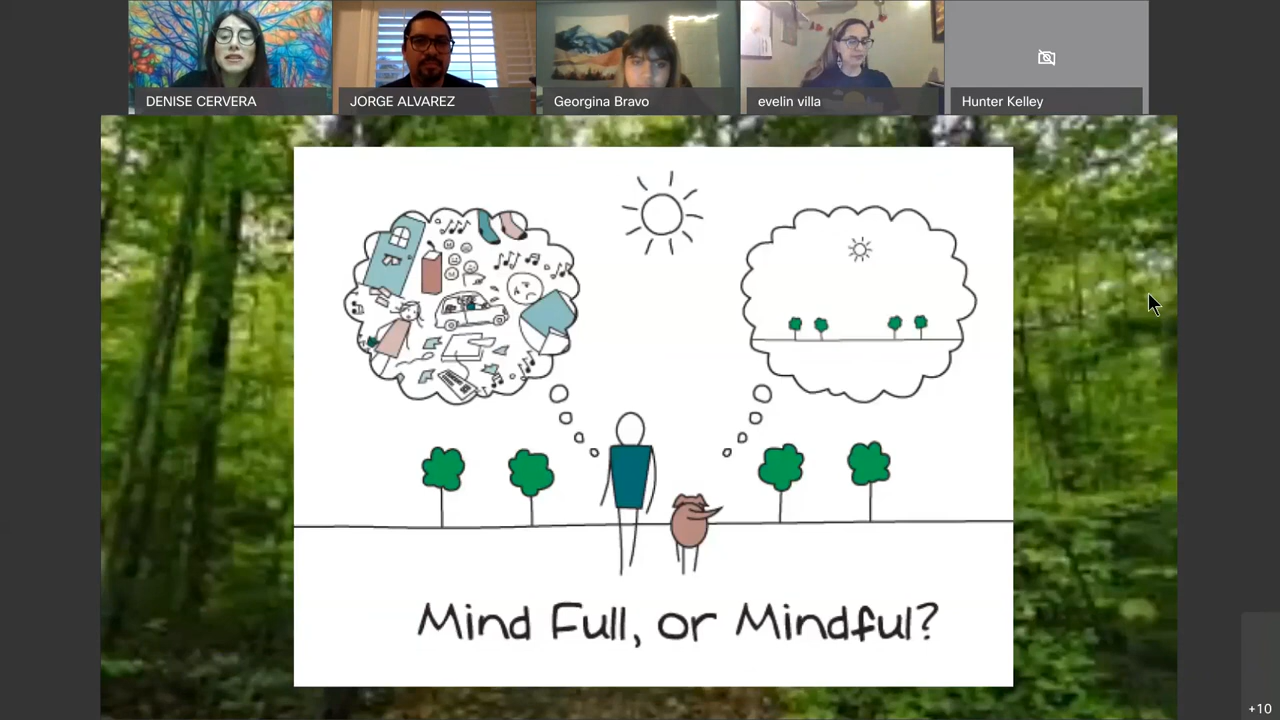 DENISE CERVERA
JORGE ALVAREZ
Georgina Bravo
evelin villa
Hunter Kelley
Mind Full, or Mindful?
+10